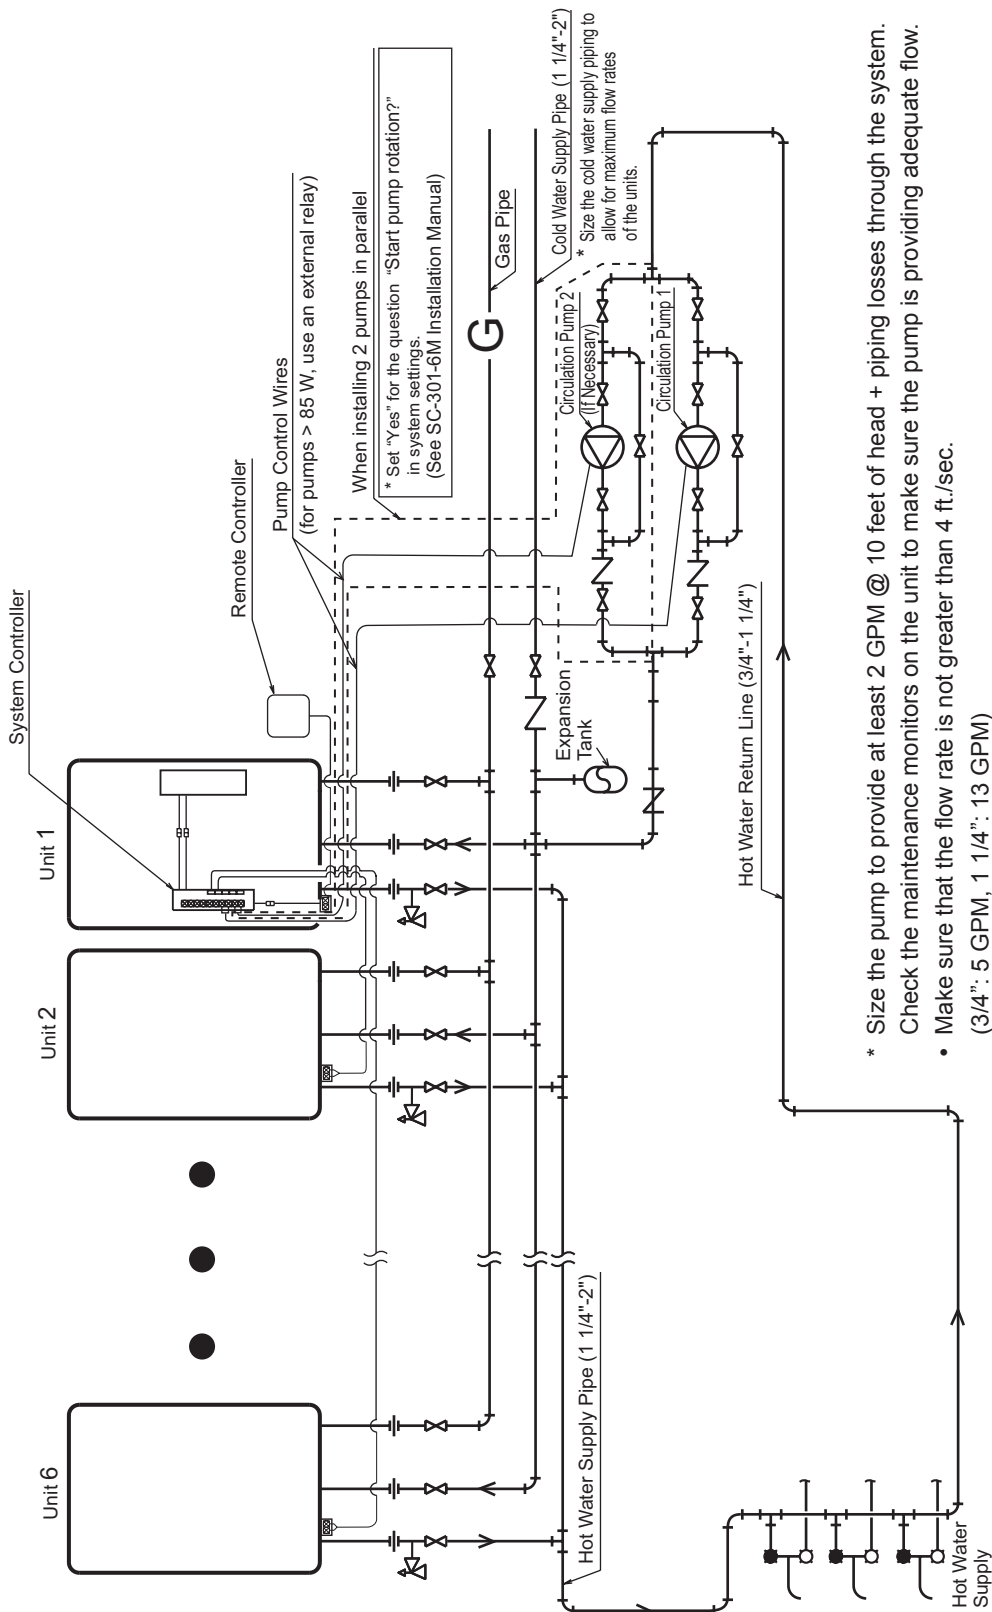 System Controller
Remote Controller
Pump Control Wires
(for pumps > 85 W, use an external relay)
When installing 2 pumps in parallel
* Set "Yes" for the question "Start pump rotation?"
in system settings.
(See SC-301-6M Installation Manual)
Unit 6
Unit 2
Unit 1
G
Gas Pipe
Cold Water Supply Pipe (1 1/4"-2")
* Size the cold water supply piping to
allow for maximum flow rates
of the units.
Expansion
Tank
Circulation Pump 2
(If Necessary)
Circulation Pump 1
Hot Water Supply Pipe (1 1/4"-2")
Hot Water Return Line (3/4"-1 1/4")
Hot Water
Supply
* Size the pump to provide at least 2 GPM @ 10 feet of head + piping losses through the system.
Check the maintenance monitors on the unit to make sure the pump is providing adequate flow.
• Make sure that the flow rate is not greater than 4 ft./sec.
(3/4”: 5 GPM, 1 1/4”: 13 GPM)